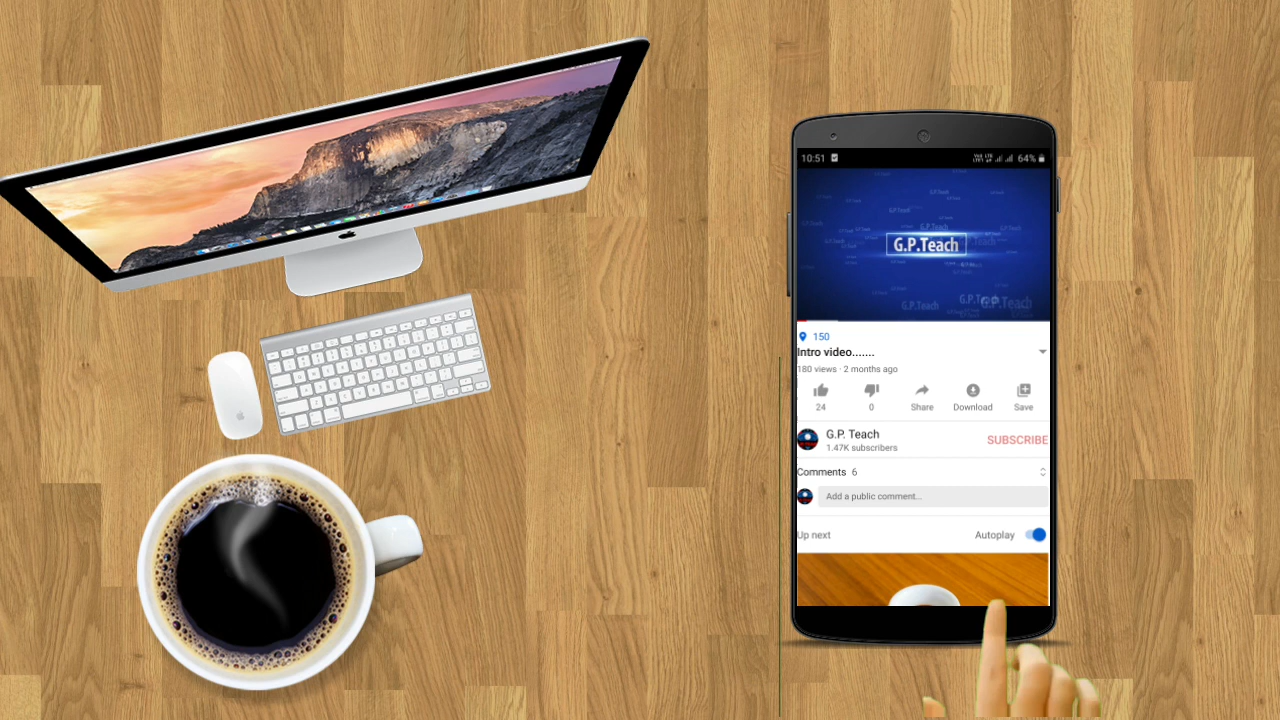 10:51
64%
G.P.Teach
150
Intro video.......
180 views · 2 months ago
24
0
Share
Download
Save
G.P. Teach
1.47K subscribers
SUBSCRIBE
Comments 6
Add a public comment...
Up next
Autoplay